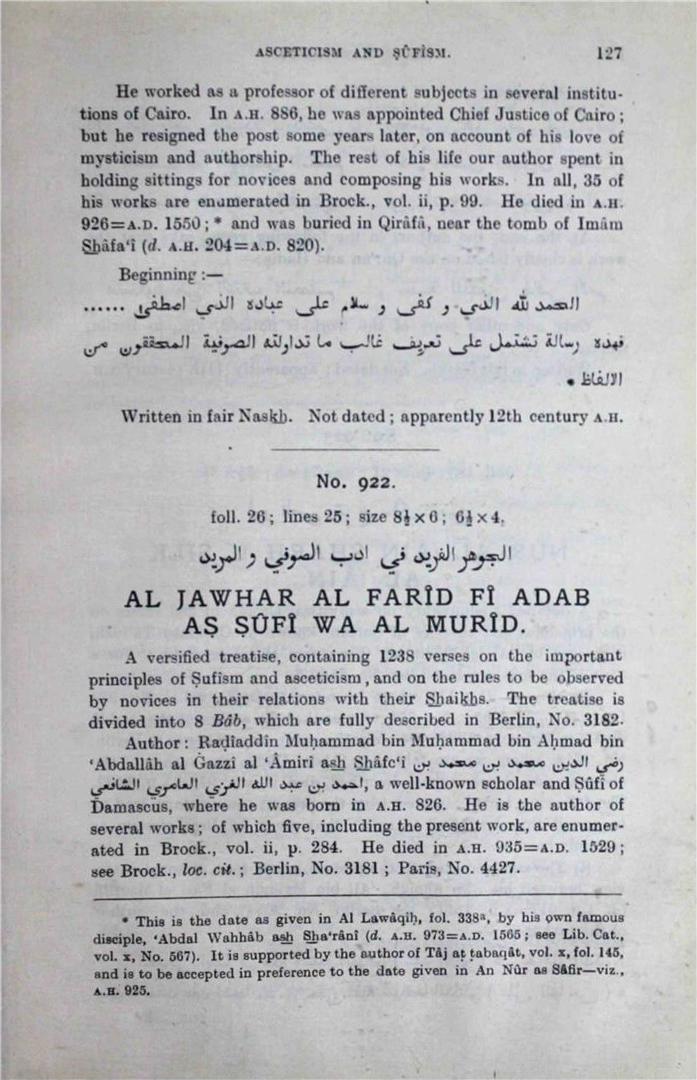 ASCETICISM AND ṢÛFÎSM. 127
He worked as a professor of different subjects in several institu-
tions of Cairo. In A.H. 886, he was appointed Chief Justice of Cairo ;
but he resigned the post some years later, on account of his love of
mysticism and authorship. The rest of his life our author spent in
holding sittings for novices and composing his works. In all, 35 of
his works are enumerated in Brock., vol. ii, p. 99. He died in A.H.
926=A.D. 1550 ; * and was buried in Qirâfâ, near the tomb of Imâm
Shâfa‘î (d. A.H. 204=A.D. 820).
Beginning :—
الحمد لله الذي و كفى و سلام على عباده الذي اصطفى ......
فهذه رسالة تشتمل على تعريف غالب ما تداولته الصوفية المحققون من
الالفاظ .
Written in fair Naskh. Not dated ; apparently 12th century A.H.
No. 922.
foll. 26 ; lines 25 ; size 8½ × 6 ; 6½ × 4.
الجوهر الفريد في ادب الصوفي و المريد
AL JAWHAR AL FARÎD FÎ ADAB
AṢ ṢÛFÎ WA AL MURÎD.
A versified treatise, containing 1238 verses on the important
principles of Ṣufism and asceticism, and on the rules to be observed
by novices in their relations with their Shaikhs. The treatise is
divided into 8 Bâb, which are fully described in Berlin, No. 3182.
Author : Raḍîaddîn Muḥammad bin Muḥammad bin Aḥmad bin
‘Abdallâh al Ġazzî al ‘Âmirî ash Shâfe‘i رضي الدين محمد بن محمد بن
احمد بن عبد الله الغزي العامري الشافعي, a well-known scholar and Ṣûfî of
Damascus, where he was born in A.H. 826. He is the author of
several works ; of which five, including the present work, are enumer-
ated in Brock., vol. ii, p. 284. He died in A.H. 935=A.D. 1529 ;
see Brock., loc. cit. ; Berlin, No. 3181 ; Paris, No. 4427.
* This is the date as given in Al Lawâqiḥ, fol. 338ª, by his own famous
disciple, ‘Abdal Wahhâb ash Sha‘rânî (d. A.H. 973=A.D. 1565 ; see Lib. Cat.,
vol. x, No. 567). It is supported by the author of Tâj aṭ ṭabaqât, vol. x, fol. 145,
and is to be accepted in preference to the date given in An Nûr as Sâfir—viz.,
A.H. 925.